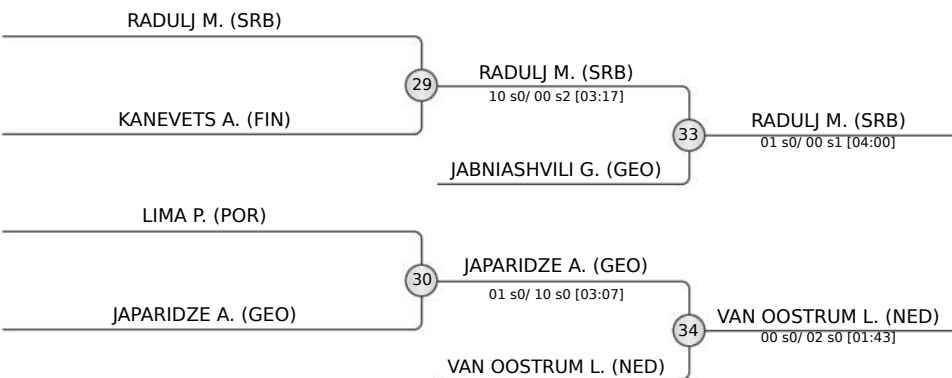 RADULJ M. (SRB)
29
KANEVETS A. (FIN)
RADULJ M. (SRB)
10 s0/ 00 s2 [03:17]
33
JABNIASHVILI G. (GEO)
RADULJ M. (SRB)
01 s0/ 00 s1 [04:00]
LIMA P. (POR)
30
JAPARIDZE A. (GEO)
JAPARIDZE A. (GEO)
01 s0/ 10 s0 [03:07]
34
VAN OOSTRUM L. (NED)
VAN OOSTRUM L. (NED)
00 s0/ 02 s0 [01:43]